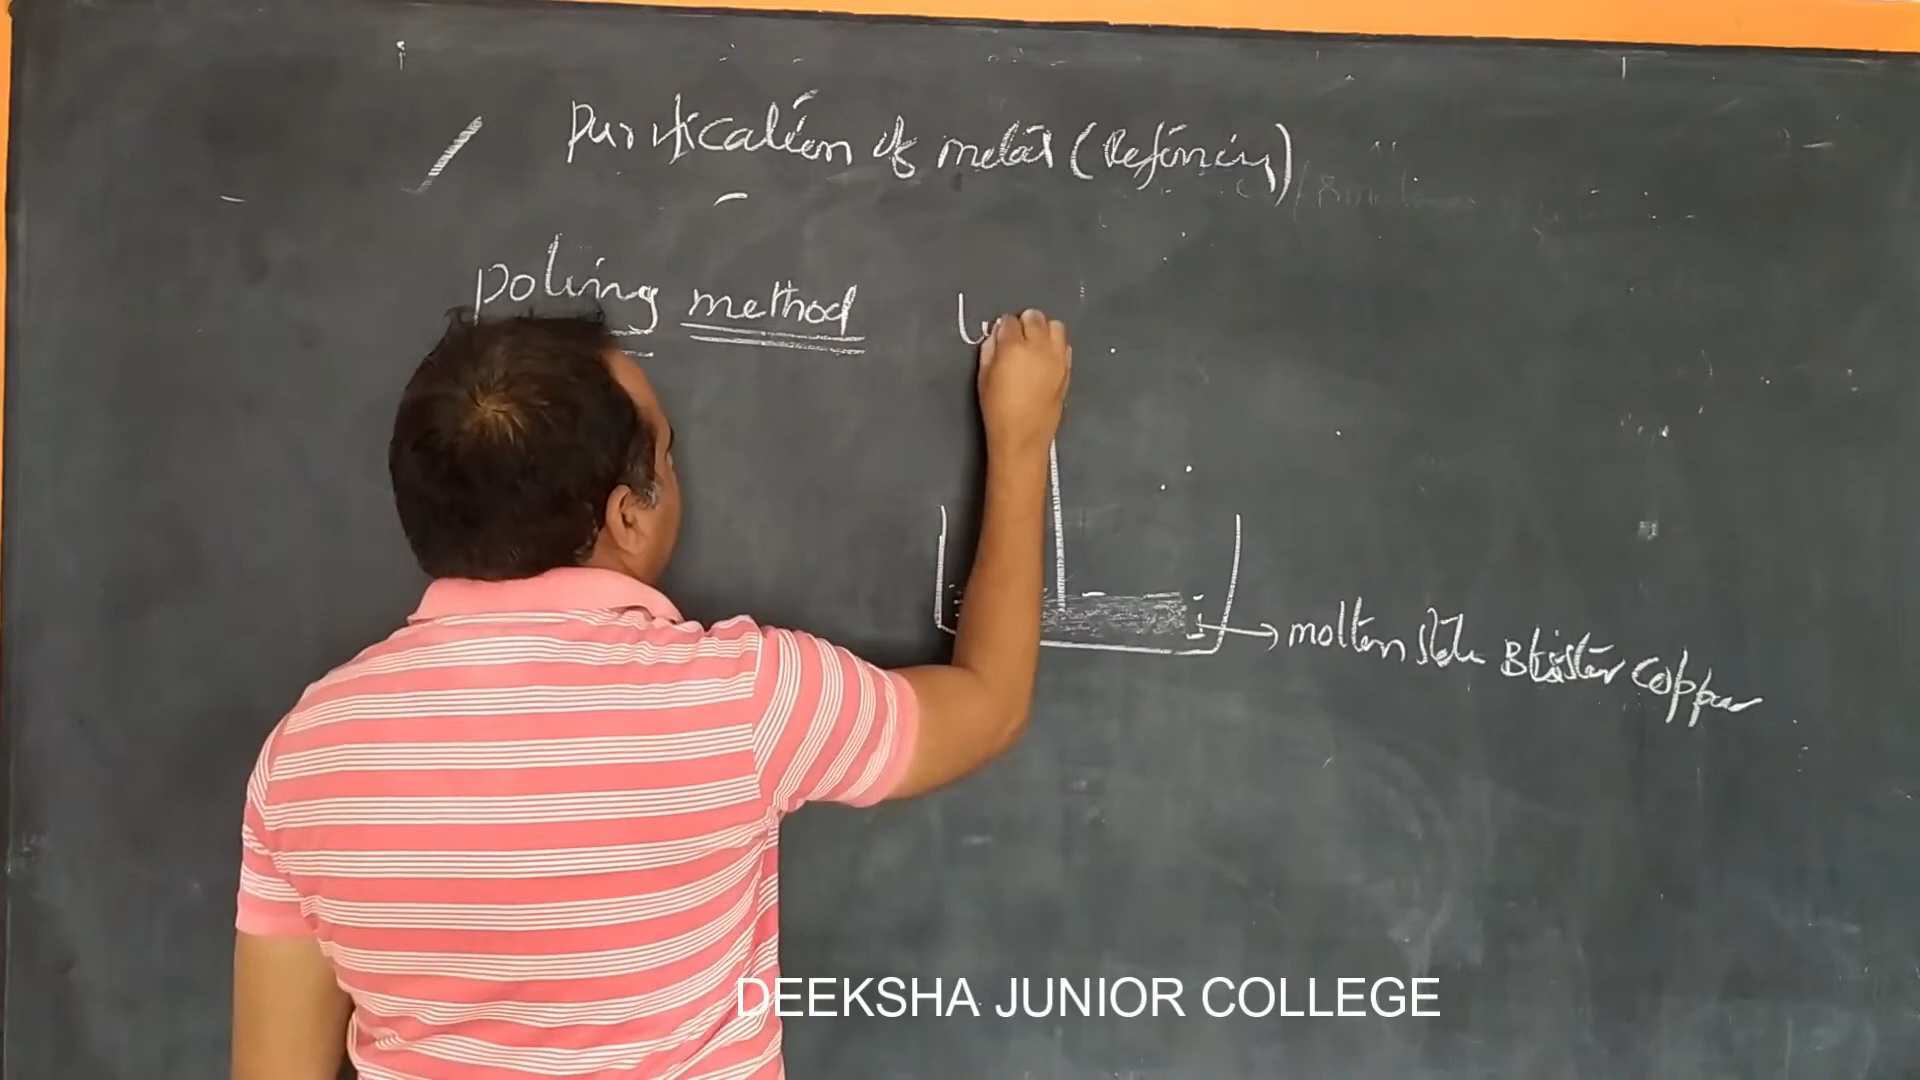 Purification of metal (Refining)
poling method
molten state Blister Copper
DEEKSHA JUNIOR COLLEGE